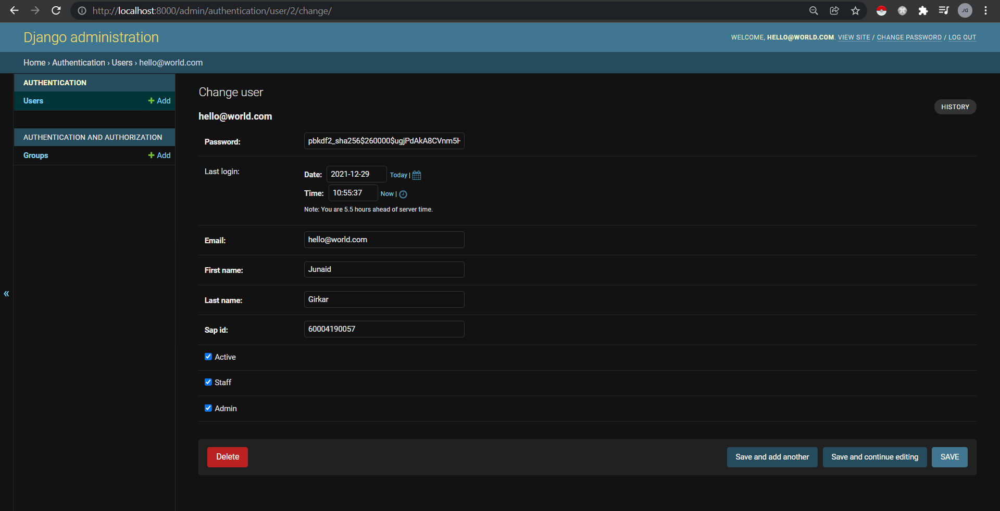 http://localhost:8000/admin/authentication/user/2/change/
JG
Django administration
WELCOME, HELLO@WORLD.COM. VIEW SITE / CHANGE PASSWORD / LOG OUT
Home › Authentication › Users › hello@world.com
AUTHENTICATION
Users
Add
AUTHENTICATION AND AUTHORIZATION
Groups
Add
«
Change user
HISTORY
hello@world.com
Password: pbkdf2_sha256$260000$ugjPdAkA8CVnm5H
Last login:
Date: 2021-12-29 Today |
Time: 10:55:37 Now |
Note: You are 5.5 hours ahead of server time.
Email: hello@world.com
First name: Junaid
Last name: Girkar
Sap id: 60004190057
Active
Staff
Admin
Delete
Save and add another
Save and continue editing
SAVE